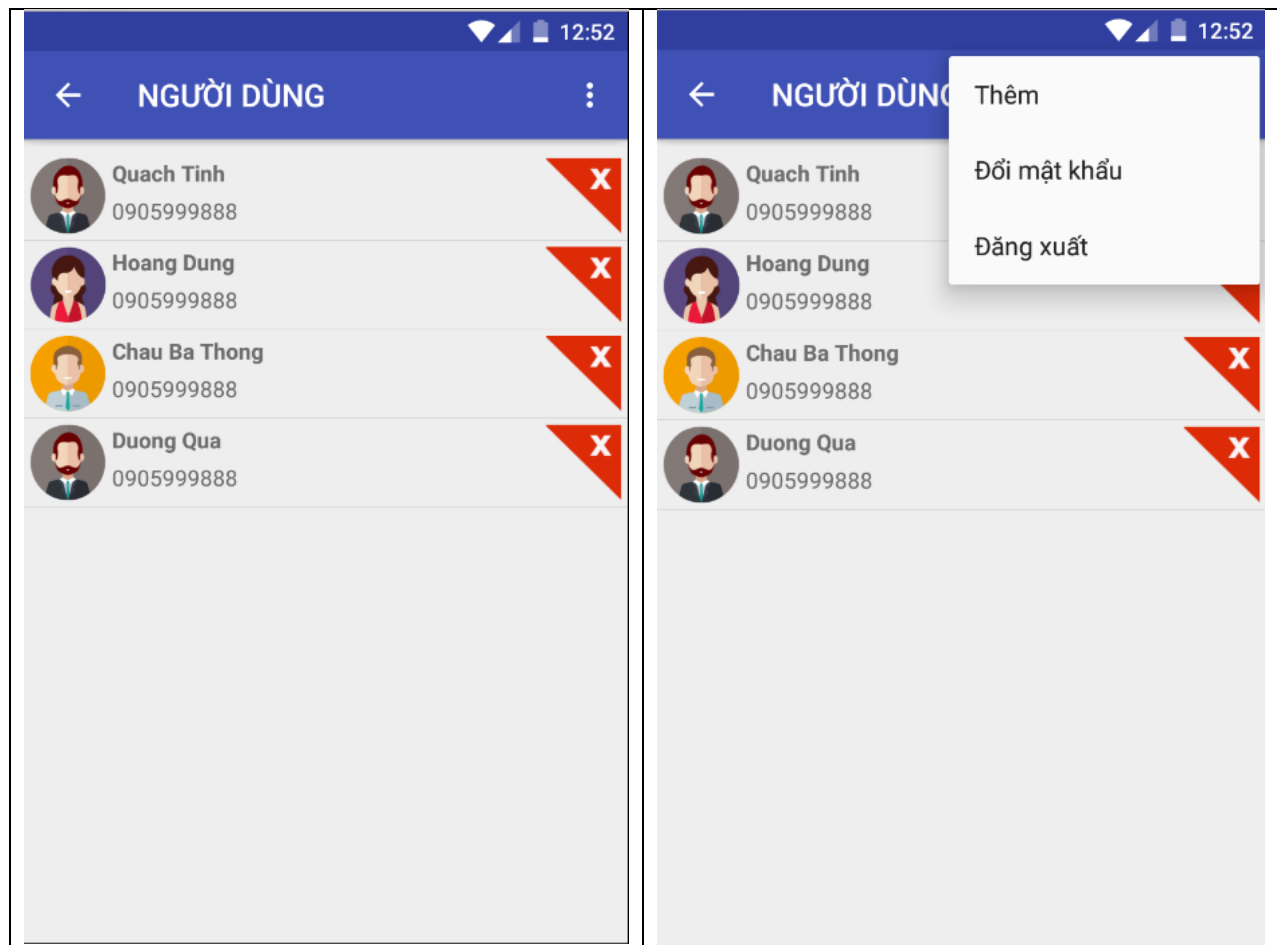 12:52
NGƯỜI DÙNG
Quach Tinh
X
0905999888
Hoang Dung
X
0905999888
Chau Ba Thong
X
0905999888
Duong Qua
X
0905999888
12:52
NGƯỜI DÙN
Thêm
Đổi mật khẩu
Đăng xuất
Quach Tinh
0905999888
Hoang Dung
0905999888
Chau Ba Thong
X
0905999888
Duong Qua
X
0905999888